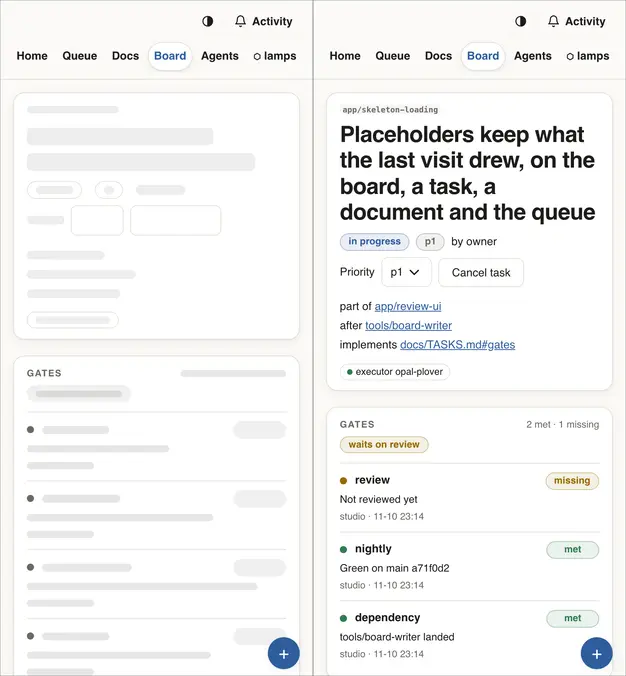 Activity
Home Queue Docs Board Agents lamps
GATES
+
Activity
Home Queue Docs Board Agents lamps
app/skeleton-loading
Placeholders keep what
the last visit drew, on the
board, a task, a
document and the queue
in progress p1 by owner
Priority p1 Cancel task
part of app/review-ui
after tools/board-writer
implements docs/TASKS.md#gates
executor opal-plover
GATES 2 met · 1 missing
waits on review
review missing
Not reviewed yet
studio · 11-10 23:14
nightly met
Green on main a71f0d2
studio · 11-10 23:14
dependency met
tools/board-writer landed
studio · 11-10 23:14
+